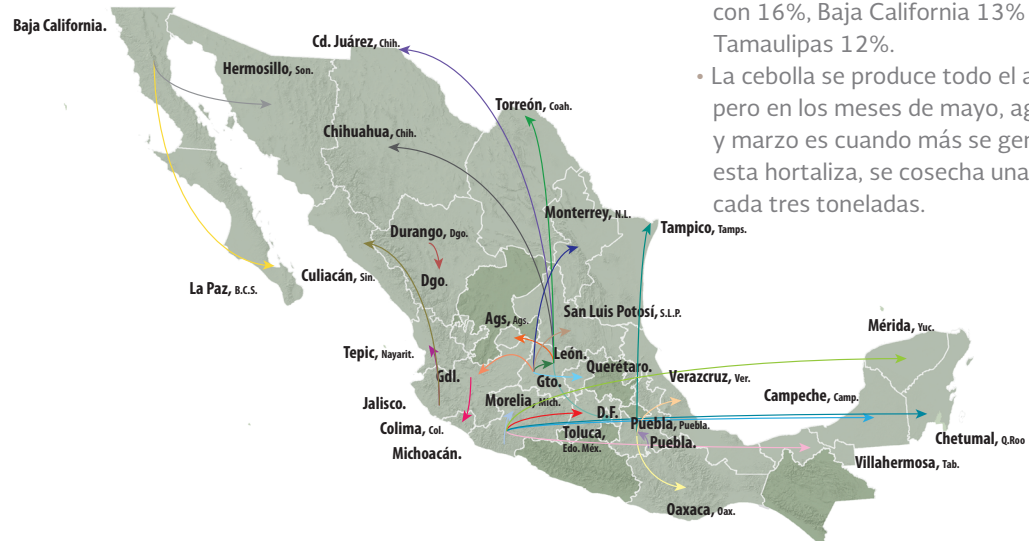 con 16%, Baja California 13%
Tamaulipas 12%.
• La cebolla se produce todo el a
pero en los meses de mayo, ag
y marzo es cuando más se gen
esta hortaliza, se cosecha una
cada tres toneladas.
Baja California.
Cd. Juárez, Chih.
Hermosillo, Son.
Torreón, Coah.
Chihuahua, Chih.
Monterrey, N.L.
Tampico, Tamps.
Durango, Dgo.
Dgo.
Culiacán, Sin.
La Paz, B.C.S.
San Luis Potosí, S.L.P.
Ags, Ags.
Mérida, Yuc.
Tepic, Nayarit.
León.
Querétaro.
Gdl.
Gto.
Verazcruz, Ver.
Jalisco.
Morelia, Mich.
Campeche, Camp.
D.F.
Colima, Col.
Puebla, Puebla.
Toluca,
Edo. Méx.
Puebla.
Chetumal, Q.Roo
Michoacán.
Villahermosa, Tab.
Oaxaca, Oax.